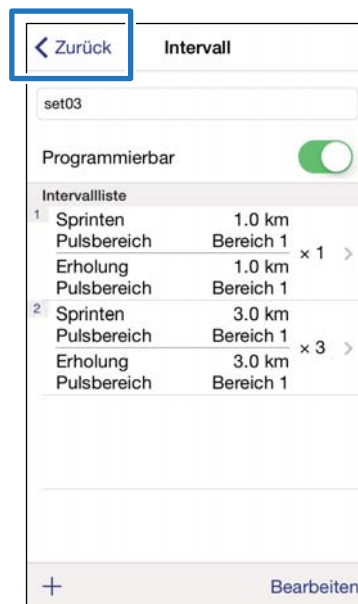 Zurück Intervall
set03
Programmierbar
Intervallliste
1 Sprinten 1.0 km
Pulsbereich Bereich 1
× 1 >
Erholung 1.0 km
Pulsbereich Bereich 1
2 Sprinten 3.0 km
Pulsbereich Bereich 1
× 3 >
Erholung 3.0 km
Pulsbereich Bereich 1
+ Bearbeiten